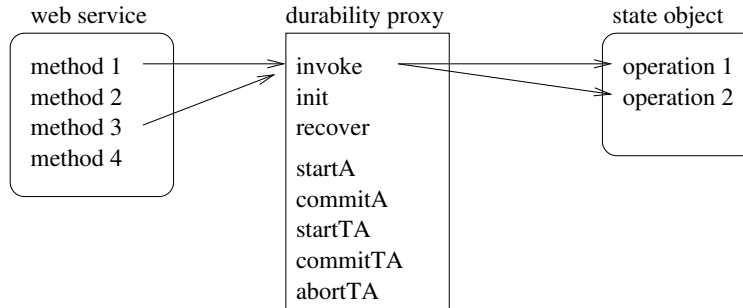 web service
method 1
method 2
method 3
method 4
durability proxy
invoke
init
recover
startA
commitA
startTA
commitTA
abortTA
state object
operation 1
operation 2